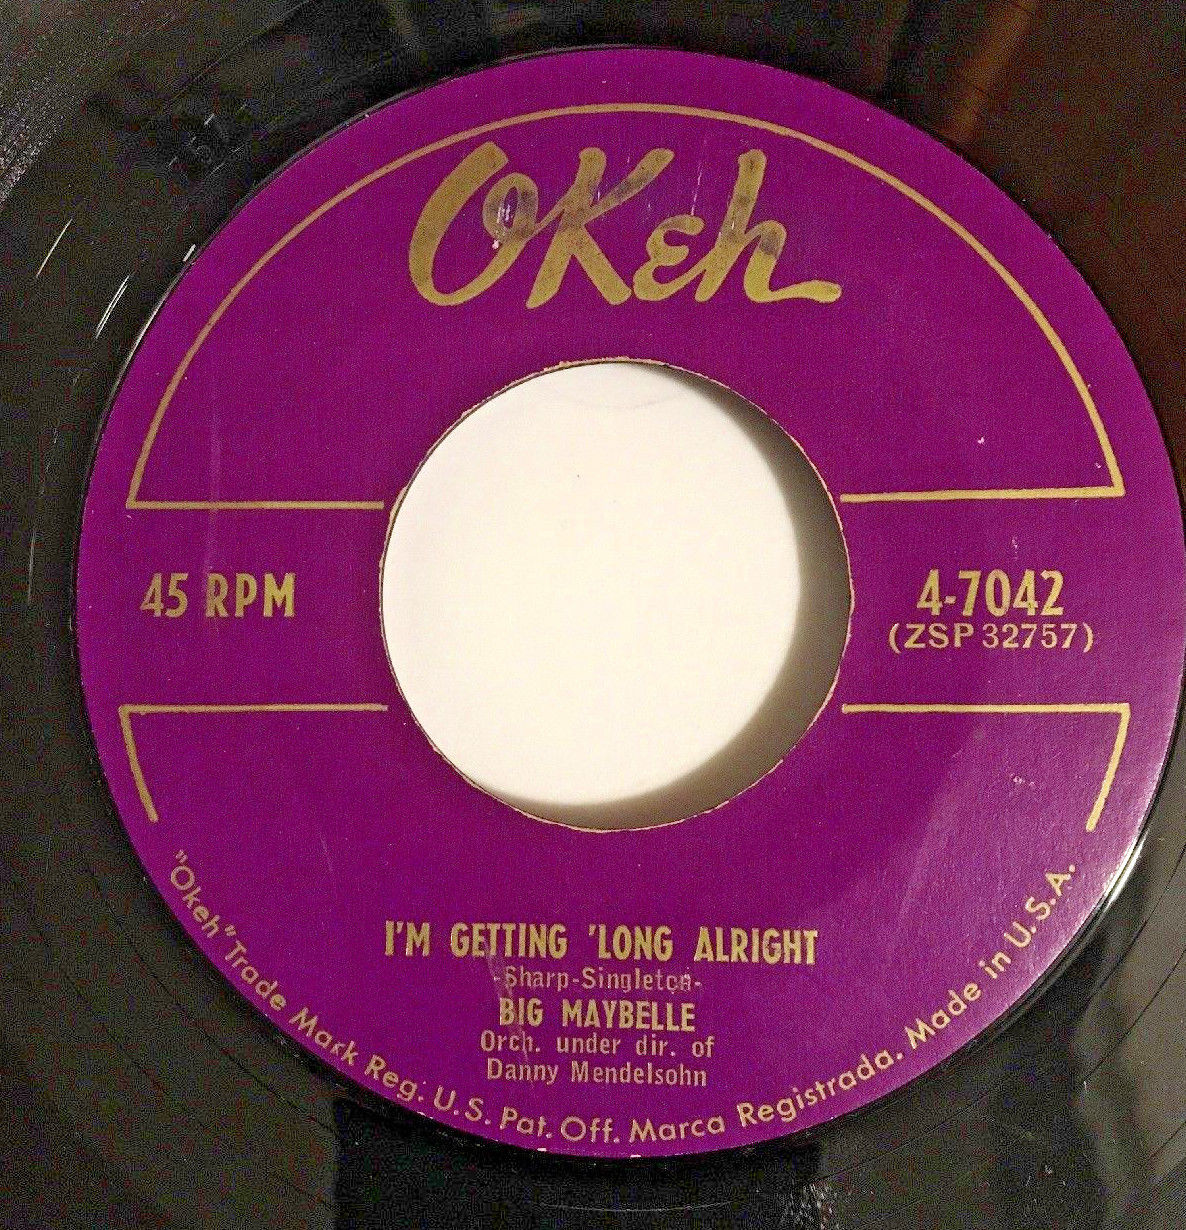 OKeh
45 RPM
4-7042
(ZSP 32757)
I'M GETTING 'LONG ALRIGHT
-Sharp-Singleton-
BIG MAYBELLE
Orch. under dir. of
Danny Mendelsohn
"Okeh" Trade Mark Reg. U.S. Pat. Off. Marca Registrada. Made in U.S.A.